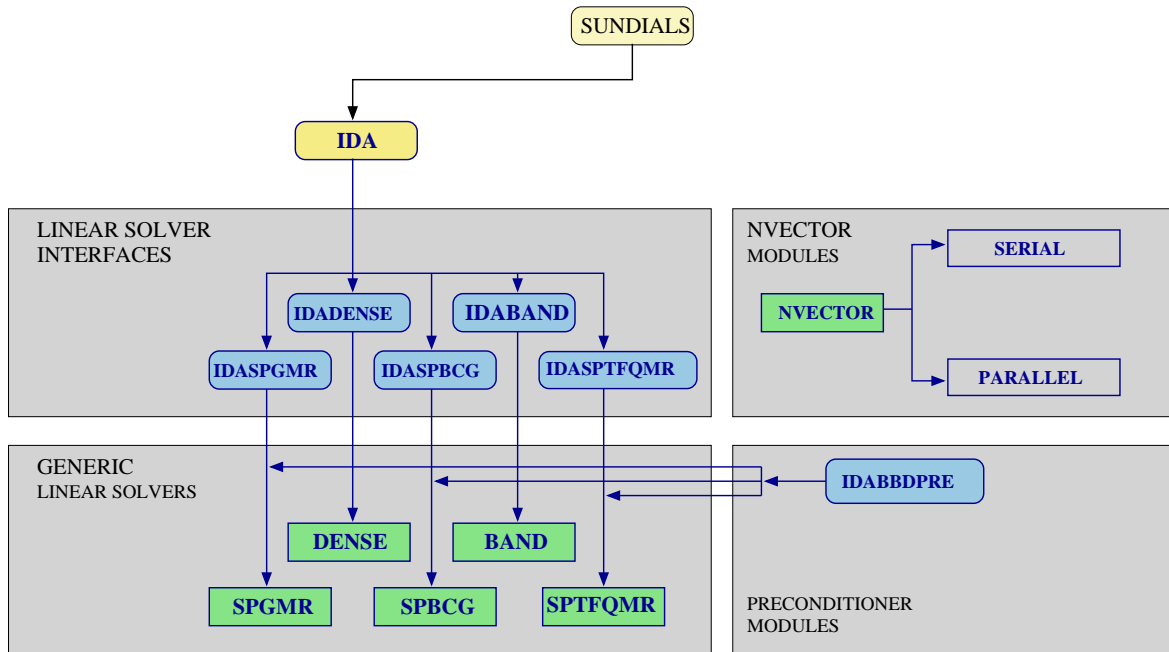 SUNDIALS
IDA
LINEAR SOLVER
INTERFACES
IDADENSE
IDABAND
IDASPGMR
IDASPBCG
IDASPTFQMR
NVECTOR
MODULES
SERIAL
NVECTOR
PARALLEL
GENERIC
LINEAR SOLVERS
DENSE
BAND
SPGMR
SPBCG
SPTFQMR
IDABBDPRE
PRECONDITIONER
MODULES